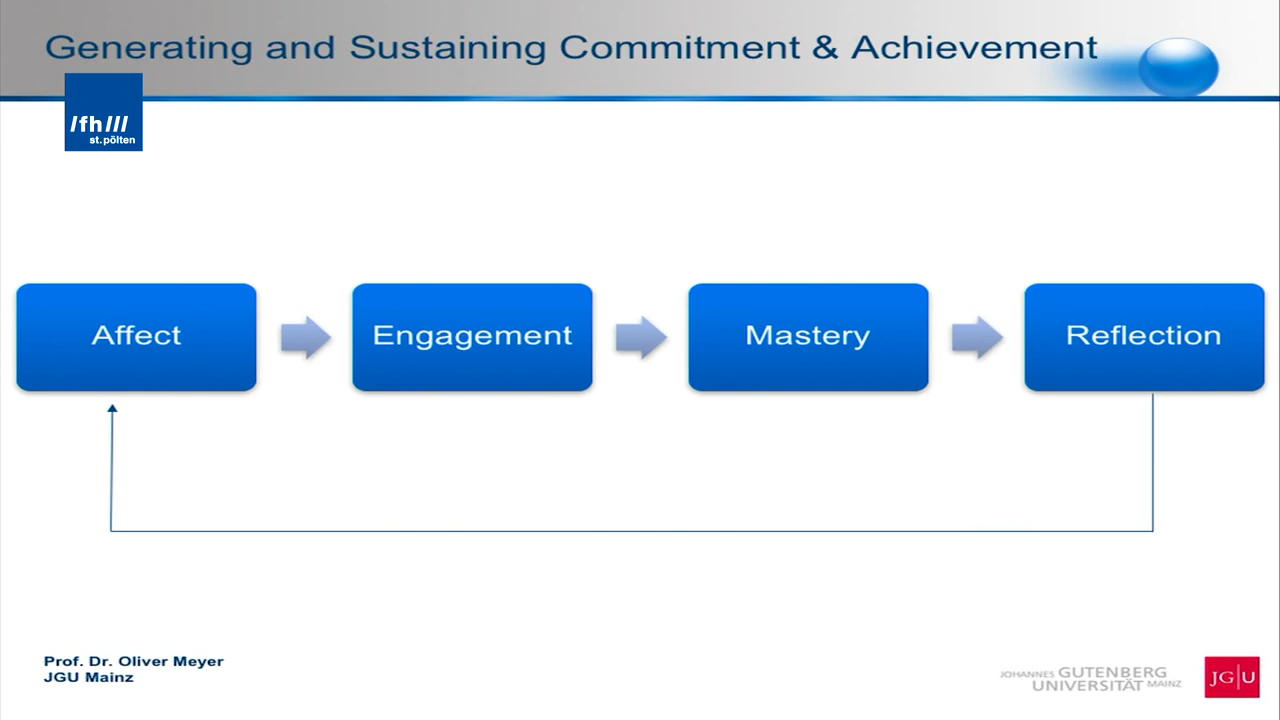 Generating and Sustaining Commitment & Achievement
/fh///
st.pölten
Affect
Engagement
Mastery
Reflection
Prof. Dr. Oliver Meyer
JGU Mainz
JOHANNES GUTENBERG
UNIVERSITÄT MAINZ
JG|U